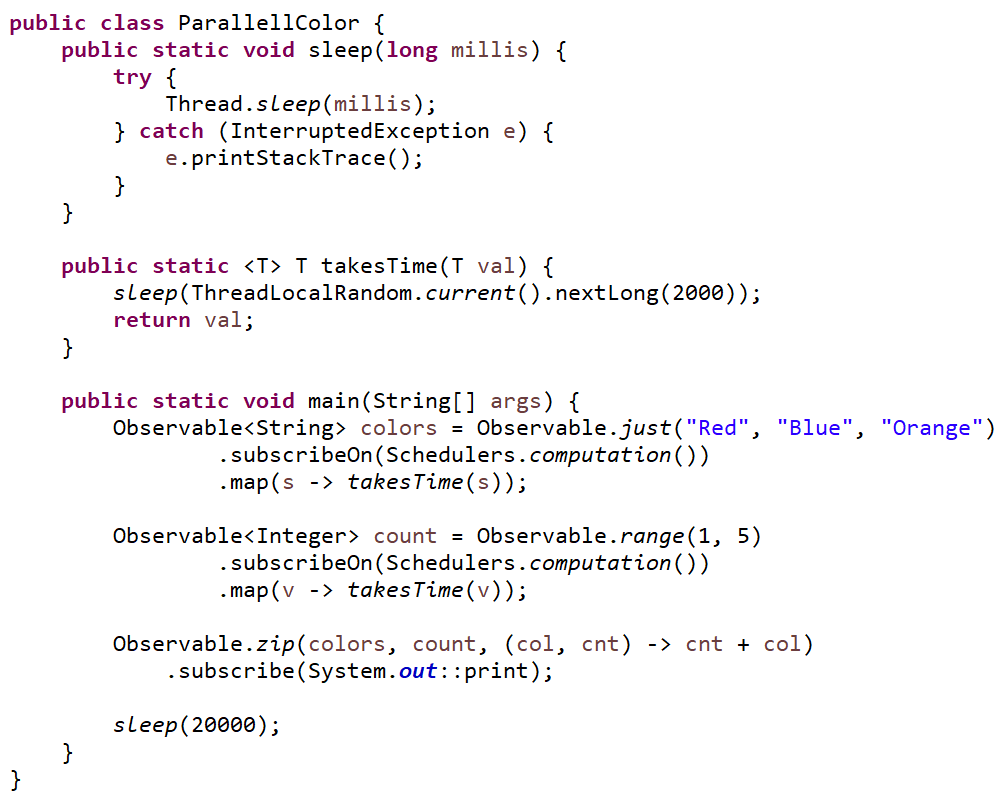 public class ParallellColor {
    public static void sleep(long millis) {
        try {
            Thread.sleep(millis);
        } catch (InterruptedException e) {
            e.printStackTrace();
        }
    }

    public static <T> T takesTime(T val) {
        sleep(ThreadLocalRandom.current().nextLong(2000));
        return val;
    }

    public static void main(String[] args) {
        Observable<String> colors = Observable.just("Red", "Blue", "Orange")
                .subscribeOn(Schedulers.computation())
                .map(s -> takesTime(s));

        Observable<Integer> count = Observable.range(1, 5)
                .subscribeOn(Schedulers.computation())
                .map(v -> takesTime(v));

        Observable.zip(colors, count, (col, cnt) -> cnt + col)
            .subscribe(System.out::print);

        sleep(20000);
    }
}